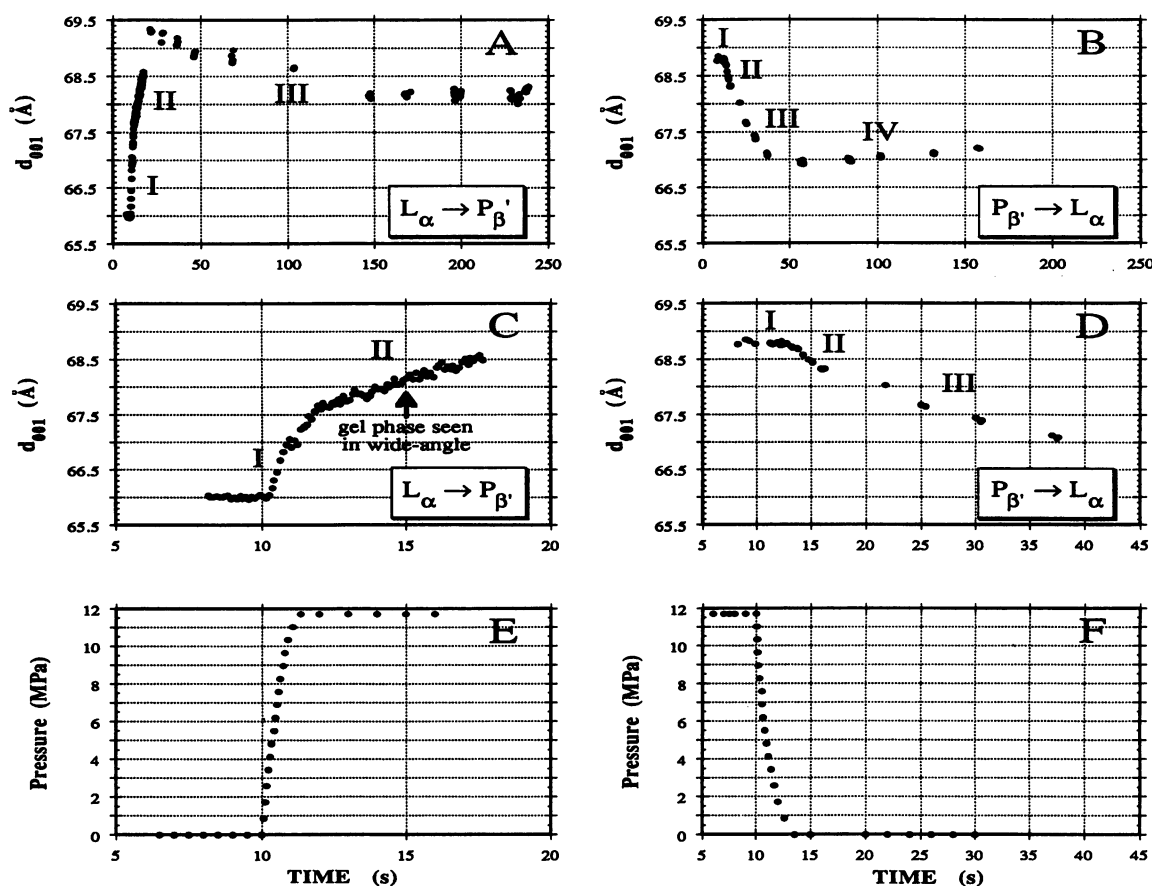 A
69.5
69
68.5
67.5
66.5
65.5
d001 (Å)
I
II
III
Lα → Pβ'
0
50
100
150
200
250
B
69.5
68.5
67.5
66.5
65.5
d001 (Å)
I
II
III
IV
Pβ' → Lα
0
50
100
150
200
250
C
69.5
68.5
67.5
66.5
65.5
d001 (Å)
I
II
gel phase seen
in wide-angle
Lα → Pβ'
5
10
15
20
D
69.5
68.5
67.5
66.5
65.5
d001 (Å)
I
II
III
Pβ' → Lα
5
10
15
20
25
30
35
40
45
E
12
10
8
6
4
2
0
Pressure (MPa)
5
10
15
20
TIME (s)
F
12
10
8
6
4
2
0
Pressure (MPa)
5
10
15
20
25
30
35
40
45
TIME (s)